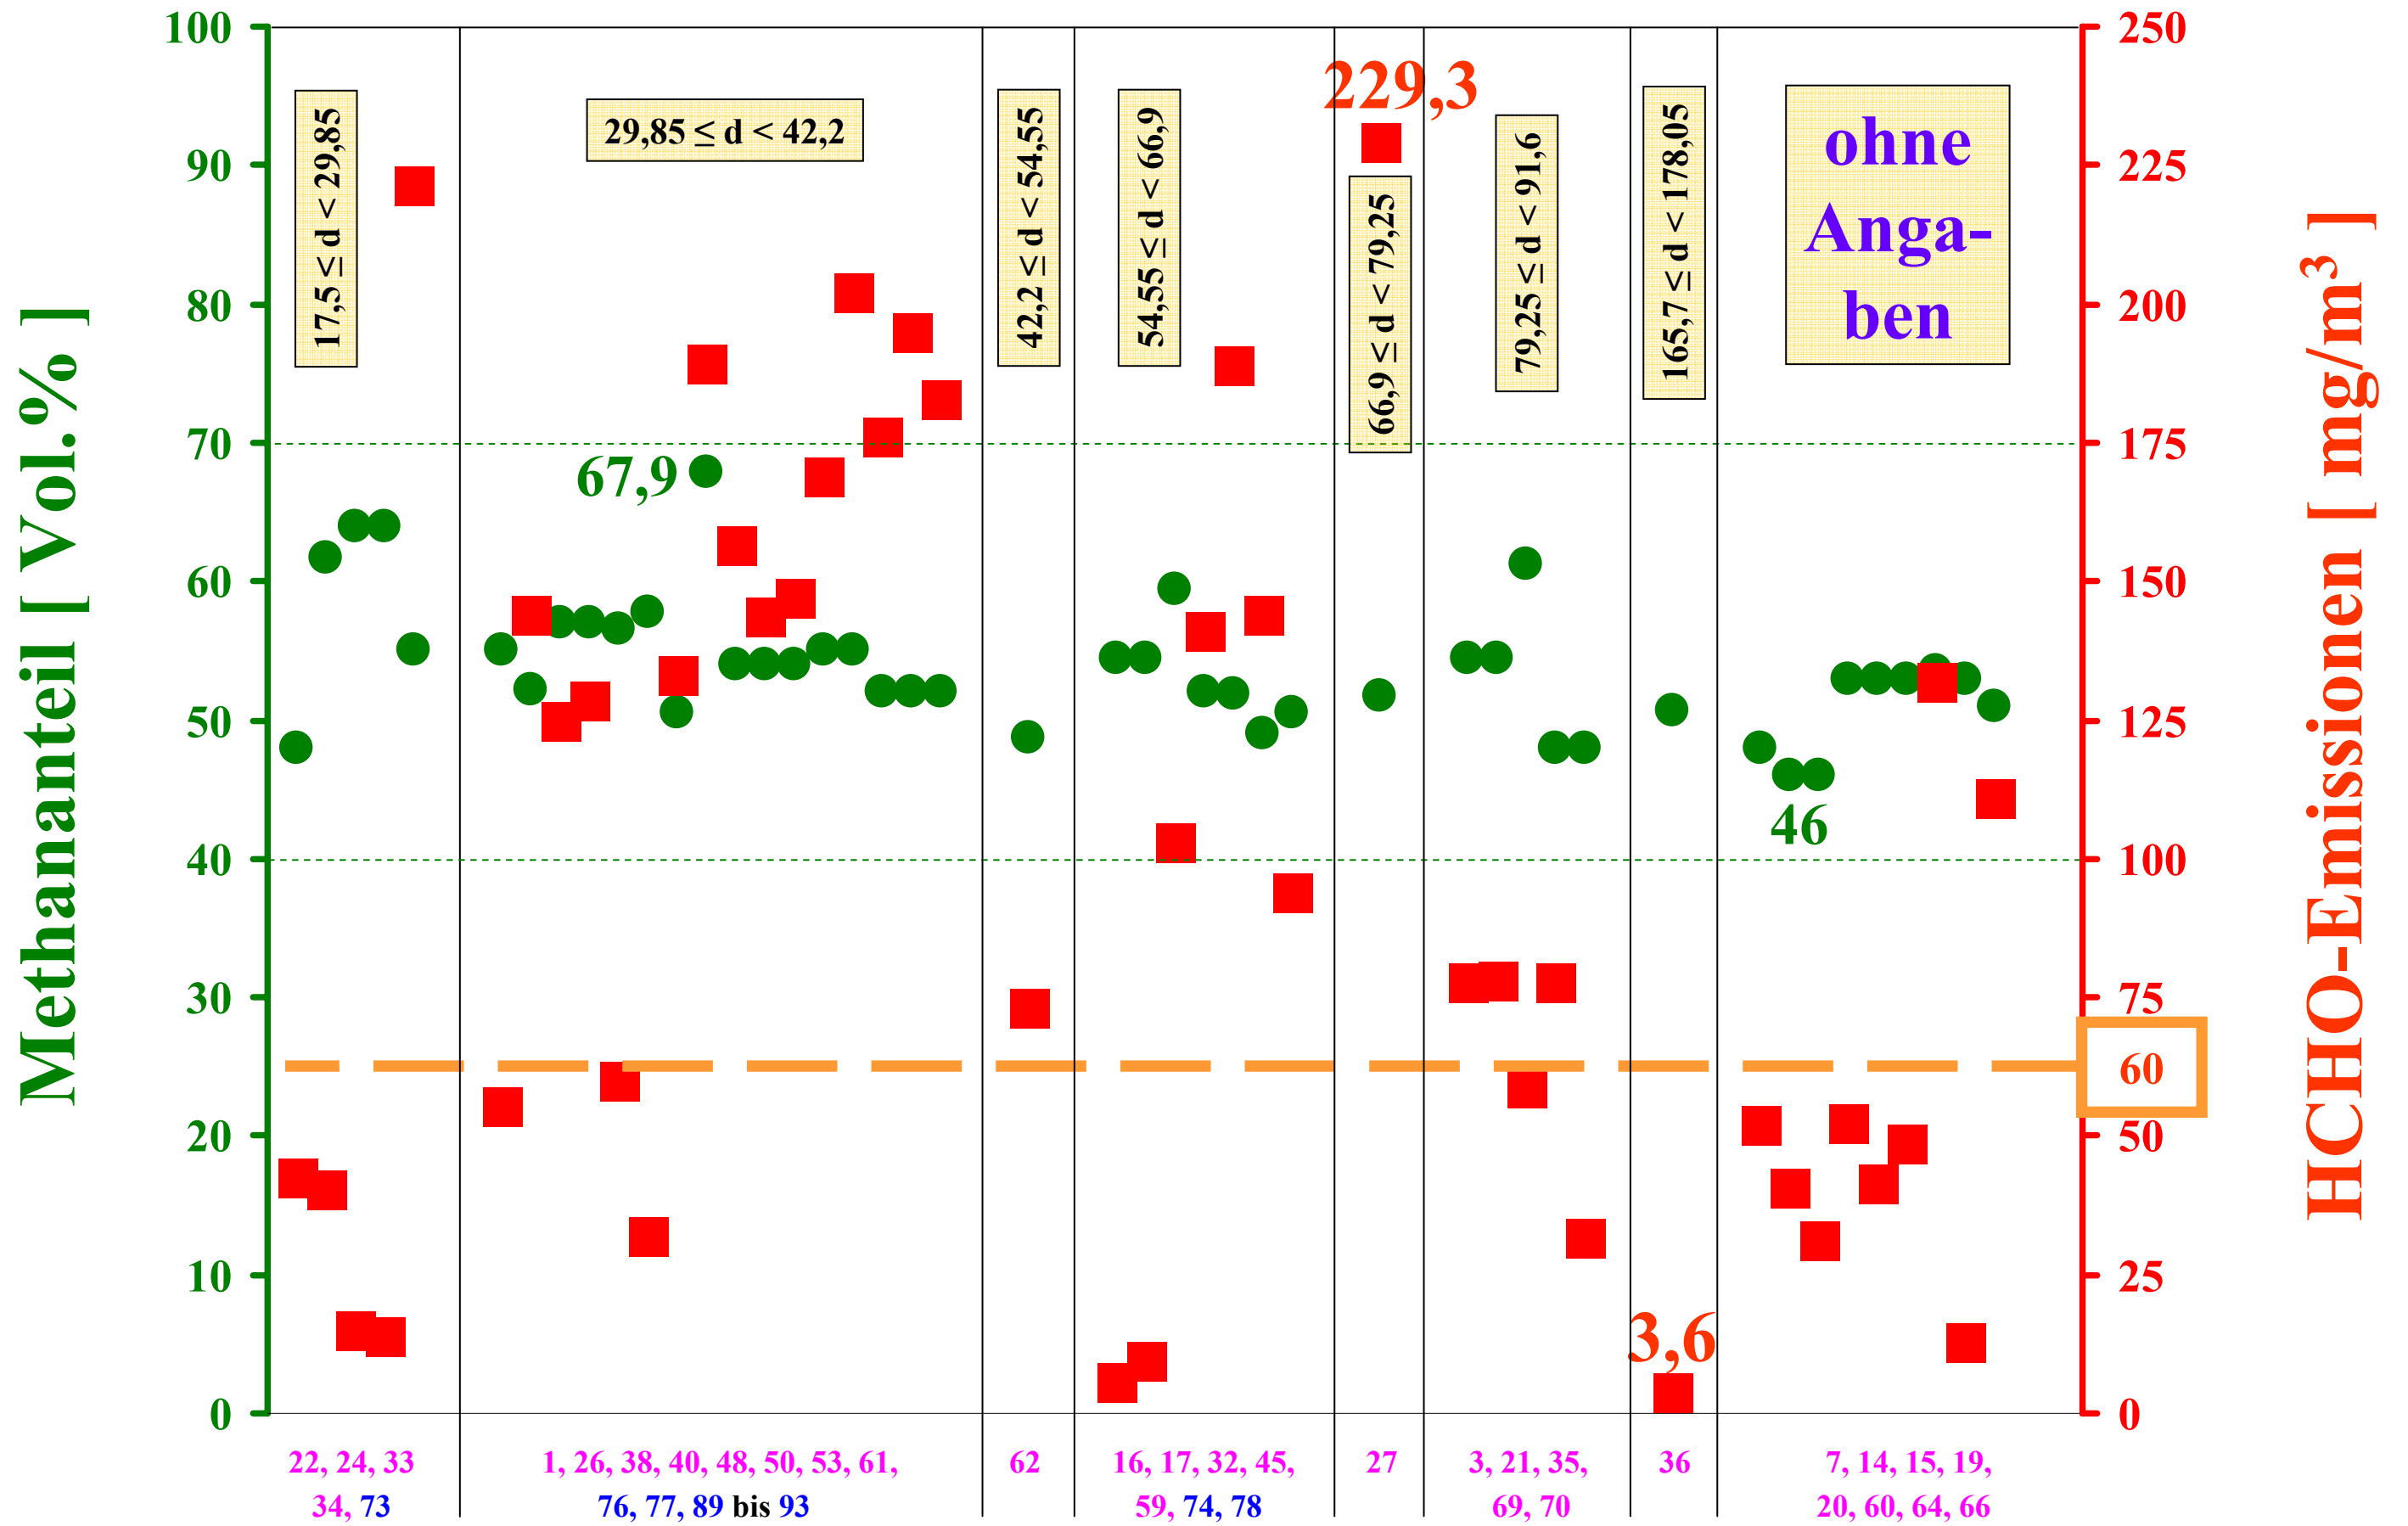 Methananteil [ Vol.% ]
100
90
80
70
60
50
40
30
20
10
0
17,5 ≤ d < 29,85
29,85 ≤ d < 42,2
42,2 ≤ d < 54,55
54,55 ≤ d < 66,9
229,3
66,9 ≤ d < 79,25
79,25 ≤ d < 91,6
165,7 ≤ d < 178,05
ohne
Anga-
ben
67,9
46
3,6
250
225
200
175
150
125
100
75
60
50
25
0
HCHO-Emissionen [ mg/m³ ]
22, 24, 33
34, 73
1, 26, 38, 40, 48, 50, 53, 61,
76, 77, 89 bis 93
62
16, 17, 32, 45,
59, 74, 78
27
3, 21, 35,
69, 70
36
7, 14, 15, 19,
20, 60, 64, 66